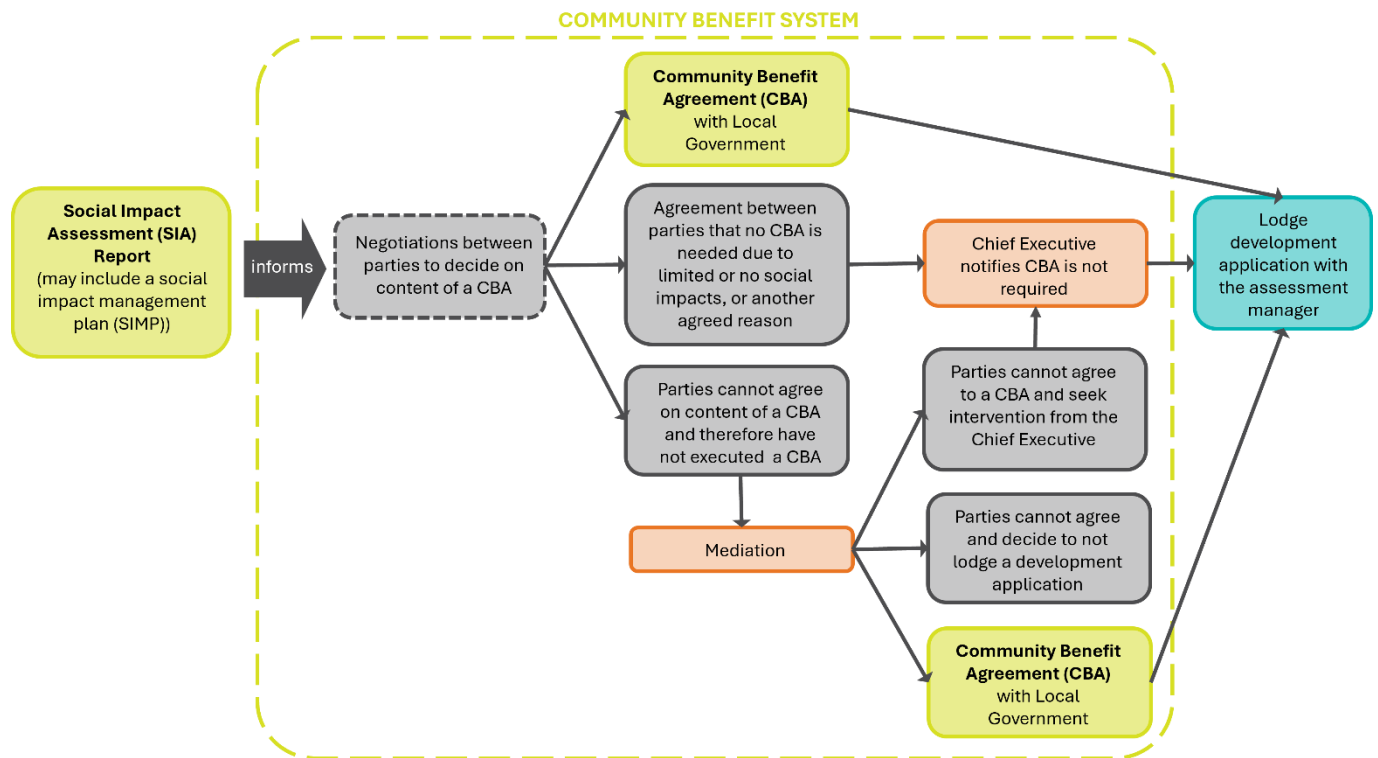 COMMUNITY BENEFIT SYSTEM
Social Impact
Assessment (SIA)
Report
(may include a social
impact management
plan (SIMP))
informs
Negotiations between
parties to decide on
content of a CBA
Community Benefit
Agreement (CBA)
with Local
Government
Agreement between
parties that no CBA is
needed due to
limited or no social
impacts, or another
agreed reason
Parties cannot agree
on content of a CBA
and therefore have
not executed a CBA
Mediation
Chief Executive
notifies CBA is not
required
Parties cannot agree
to a CBA and seek
intervention from the
Chief Executive
Parties cannot agree
and decide to not
lodge a development
application
Community Benefit
Agreement (CBA)
with Local
Government
Lodge
development
application with
the assessment
manager